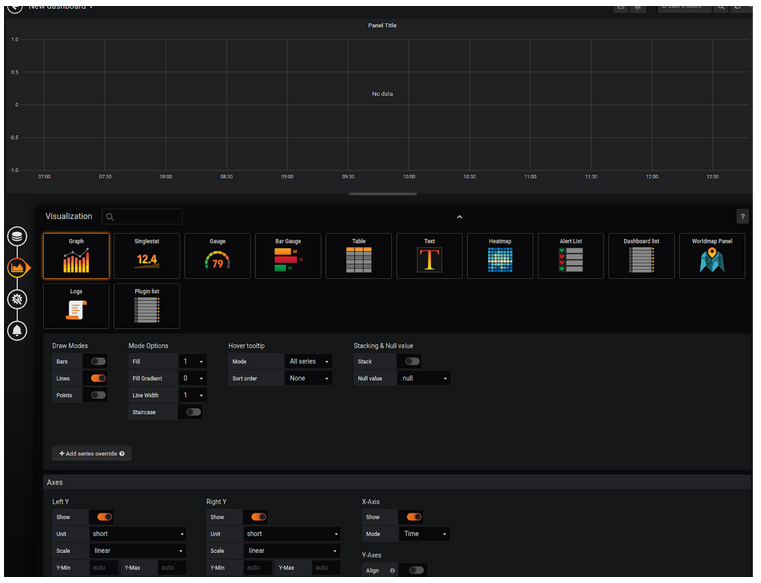 New dashboard
Panel Title
1.0
0.5
No data
0
-0.5
-1.0
07:00 07:30 08:00 08:30 09:00 09:30 10:00 10:30 11:00 11:30 12:00 12:30
Visualization
?
Graph Singlestat Gauge Bar Gauge Table Text Heatmap Alert List Dashboard list Worldmap Panel
12.4 79 T
Logs Plugin list
Draw Modes Mode Options Hover tooltip Stacking & Null value
Bars Fill 1 Mode All series Stack
Lines Fill Gradient 0 Sort order None Null value null
Points Line Width 1
Staircase
+ Add series override ?
Axes
Left Y Right Y X-Axis
Show Show Show
Unit short Unit short Mode Time
Scale linear Scale linear
Y-Axes
Y-Min auto Y-Max auto Y-Min auto Y-Max auto
Align